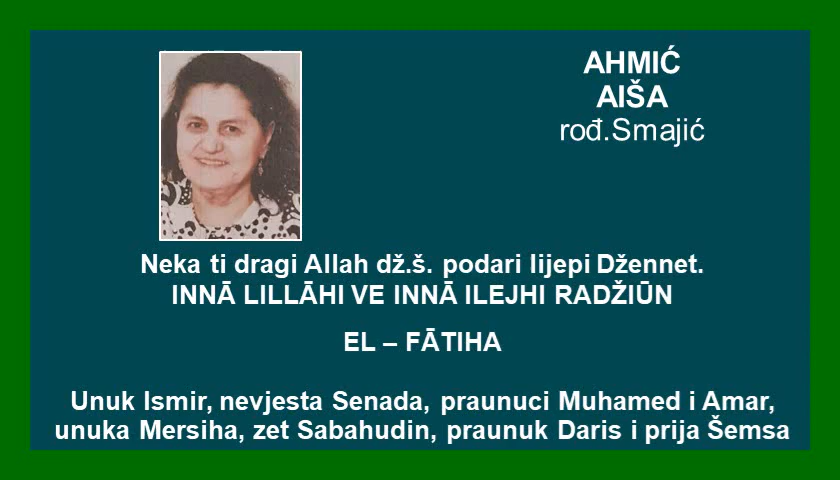 AHMIĆ
AIŠA
rođ.Smajić
Neka ti dragi Allah dž.š. podari lijepi Džennet.
INNĀ LILLĀHI VE INNĀ ILEJHI RADŽIŪN
EL – FĀTIHA
Unuk Ismir, nevjesta Senada, praunuci Muhamed i Amar,
unuka Mersiha, zet Sabahudin, praunuk Daris i prija Šemsa